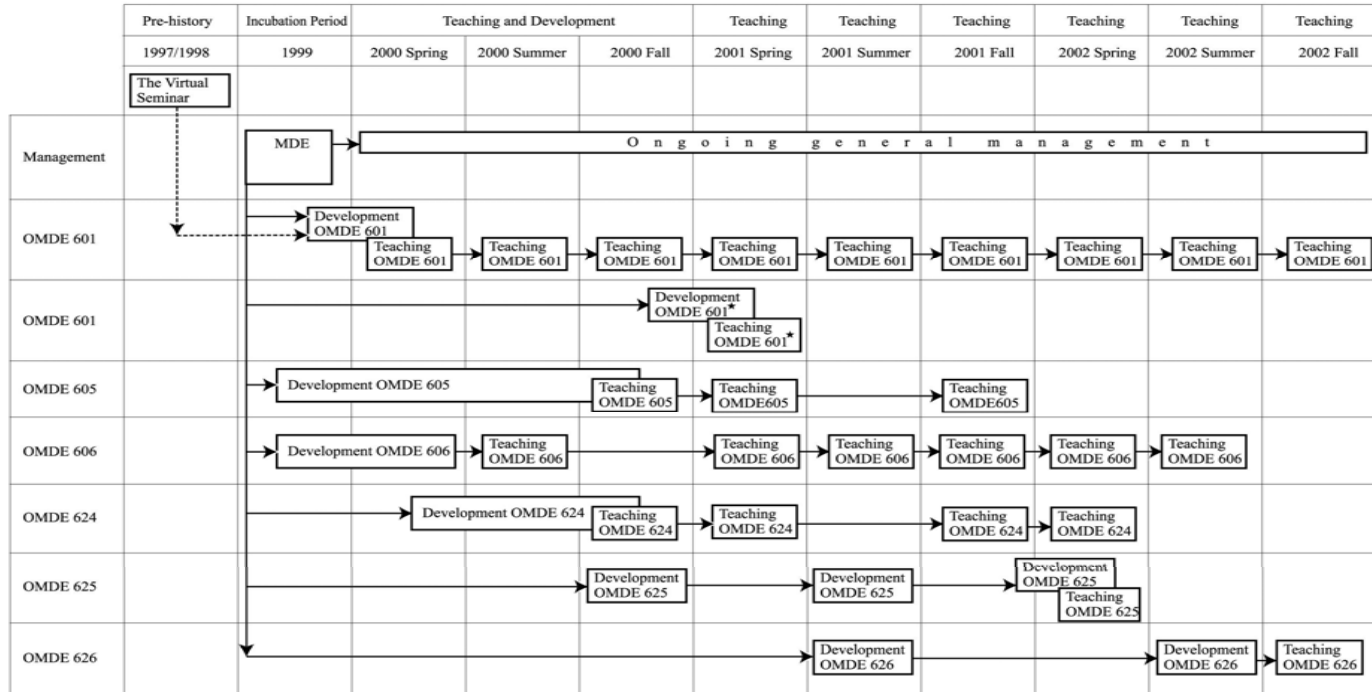 Pre-history Incubation Period Teaching and Development Teaching Teaching Teaching Teaching Teaching Teaching
1997/1998 1999 2000 Spring 2000 Summer 2000 Fall 2001 Spring 2001 Summer 2001 Fall 2002 Spring 2002 Summer 2002 Fall
The Virtual
Seminar
Management
MDE
Ongoing general management
OMDE 601
Development
OMDE 601
Teaching
OMDE 601
Teaching
OMDE 601
Teaching
OMDE 601
Teaching
OMDE 601
Teaching
OMDE 601
Teaching
OMDE 601
Teaching
OMDE 601
Teaching
OMDE 601
Teaching
OMDE 601
OMDE 601
Development
OMDE 601★
Teaching
OMDE 601★
OMDE 605
Development OMDE 605
Teaching
OMDE 605
Teaching
OMDE605
Teaching
OMDE605
OMDE 606
Development OMDE 606
Teaching
OMDE 606
Teaching
OMDE 606
Teaching
OMDE 606
Teaching
OMDE 606
Teaching
OMDE 606
Teaching
OMDE 606
OMDE 624
Development OMDE 624
Teaching
OMDE 624
Teaching
OMDE 624
Teaching
OMDE 624
Teaching
OMDE 624
OMDE 625
Development
OMDE 625
Development
OMDE 625
Development
OMDE 625
Teaching
OMDE 625
OMDE 626
Development
OMDE 626
Development
OMDE 626
Teaching
OMDE 626